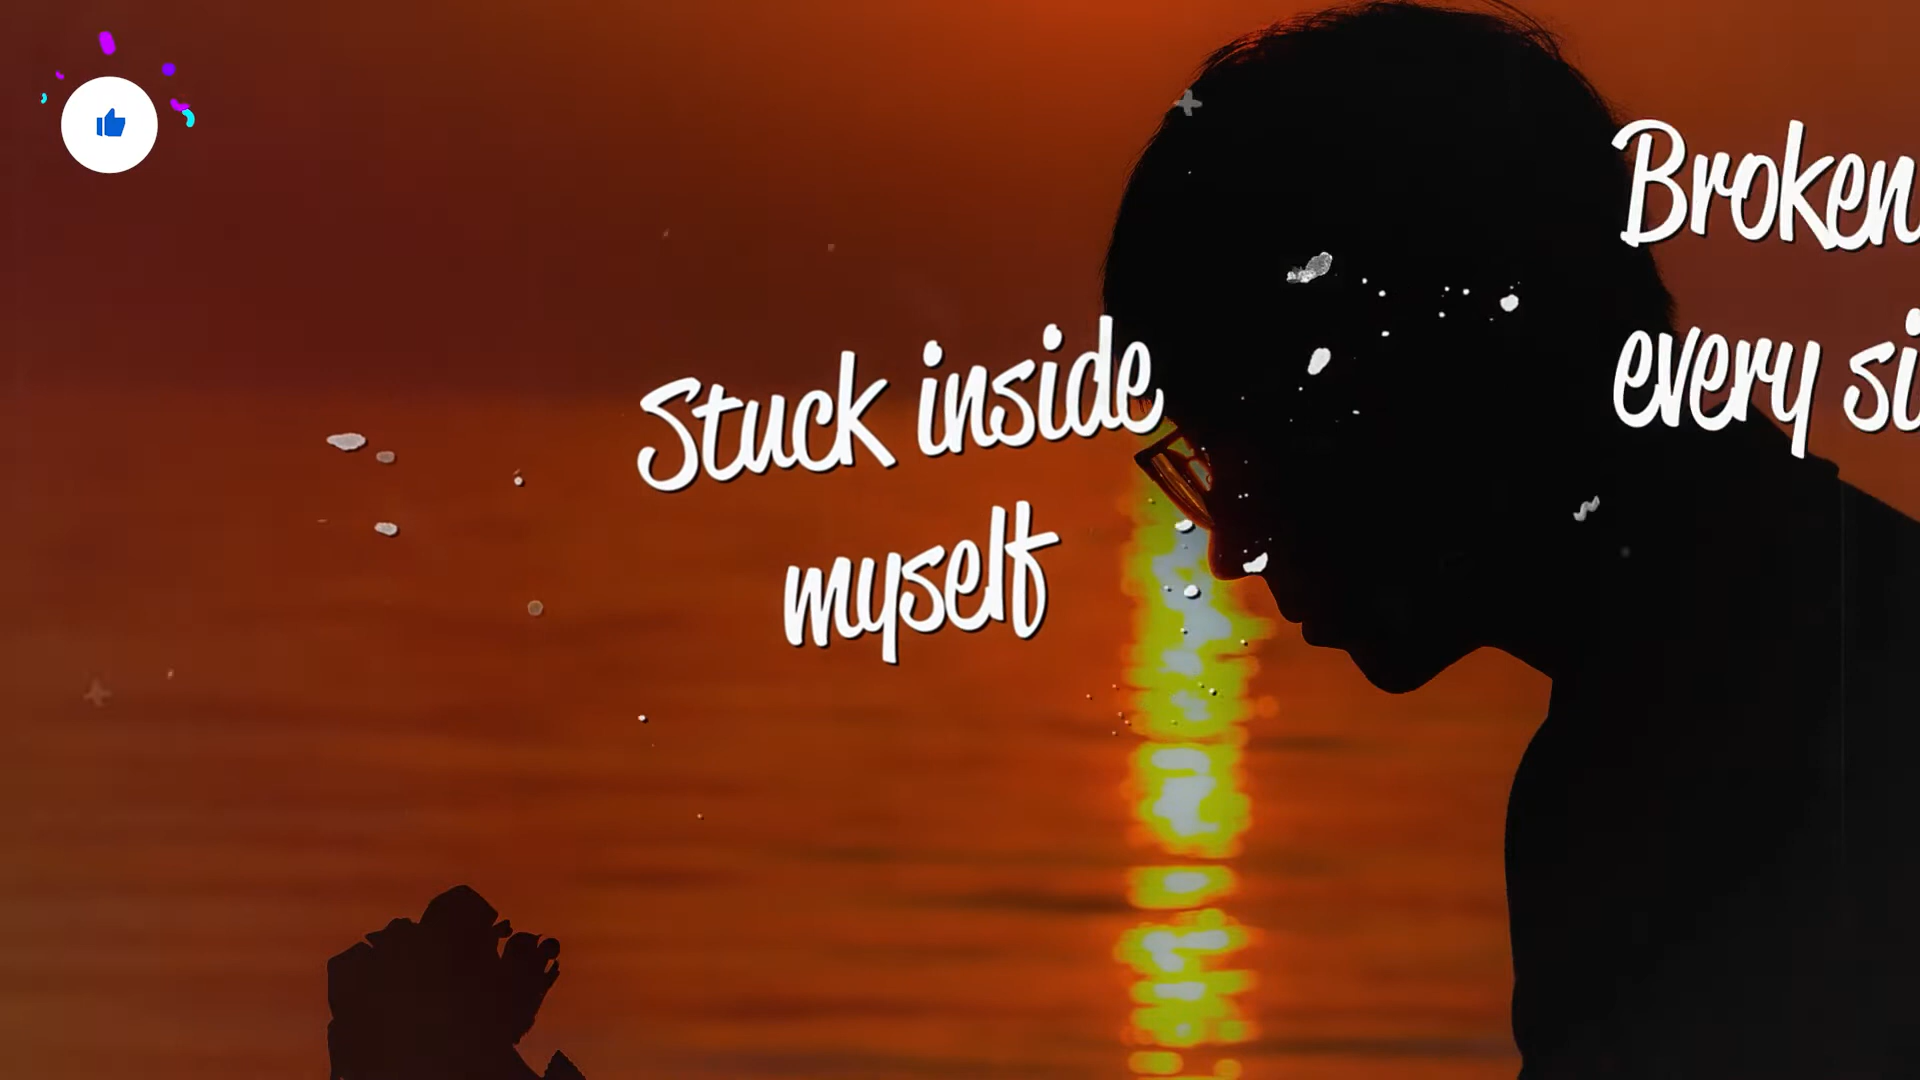 Stuck inside
myself
Broken
every